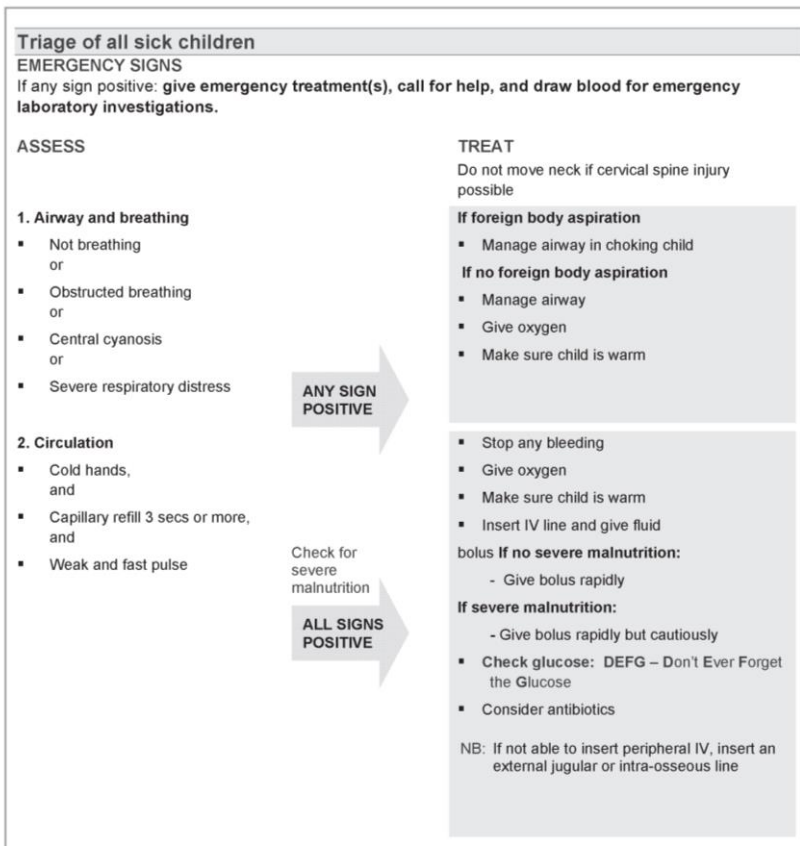 Triage of all sick children
EMERGENCY SIGNS
If any sign positive: give emergency treatment(s), call for help, and draw blood for emergency
laboratory investigations.
ASSESS
TREAT
Do not move neck if cervical spine injury
possible
1. Airway and breathing
▪ Not breathing
or
▪ Obstructed breathing
or
▪ Central cyanosis
or
▪ Severe respiratory distress
ANY SIGN
POSITIVE
If foreign body aspiration
▪ Manage airway in choking child
If no foreign body aspiration
▪ Manage airway
▪ Give oxygen
▪ Make sure child is warm
2. Circulation
▪ Cold hands,
and
▪ Capillary refill 3 secs or more,
and
▪ Weak and fast pulse
Check for
severe
malnutrition
ALL SIGNS
POSITIVE
▪ Stop any bleeding
▪ Give oxygen
▪ Make sure child is warm
▪ Insert IV line and give fluid
bolus If no severe malnutrition:
- Give bolus rapidly
If severe malnutrition:
- Give bolus rapidly but cautiously
▪ Check glucose: DEFG – Don't Ever Forget
the Glucose
▪ Consider antibiotics
NB: If not able to insert peripheral IV, insert an
external jugular or intra-osseous line